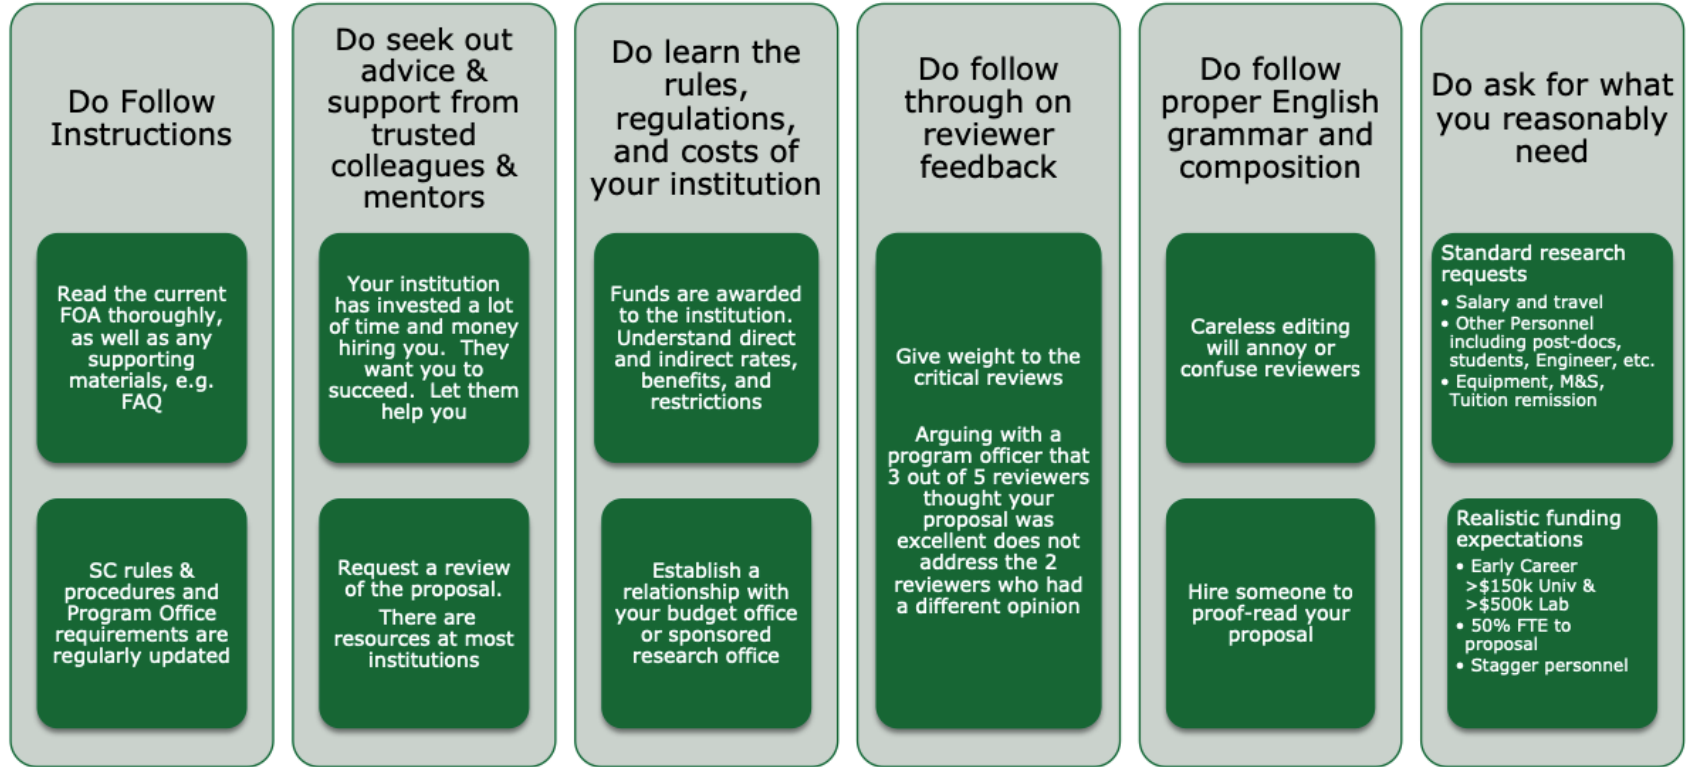 Do Follow
Instructions
Read the current
FOA thoroughly,
as well as any
supporting
materials, e.g.
FAQ
SC rules &
procedures and
Program Office
requirements are
regularly updated
Do seek out
advice &
support from
trusted
colleagues &
mentors
Your institution
has invested a lot
of time and money
hiring you.  They
want you to
succeed.  Let them
help you
Request a review
of the proposal.
There are
resources at most
institutions
Do learn the
rules,
regulations,
and costs of
your institution
Funds are awarded
to the institution.
Understand direct
and indirect rates,
benefits, and
restrictions
Establish a
relationship with
your budget office
or sponsored
research office
Do follow
through on
reviewer
feedback
Give weight to the
critical reviews
Arguing with a
program officer that
3 out of 5 reviewers
thought your
proposal was
excellent does not
address the 2
reviewers who had
a different opinion
Do follow
proper English
grammar and
composition
Careless editing
will annoy or
confuse reviewers
Hire someone to
proof-read your
proposal
Do ask for what
you reasonably
need
Standard research
requests
• Salary and travel
• Other Personnel
including post-docs,
students, Engineer, etc.
• Equipment, M&S,
Tuition remission
Realistic funding
expectations
• Early Career
>$150k Univ &
>$500k Lab
• 50% FTE to
proposal
• Stagger personnel